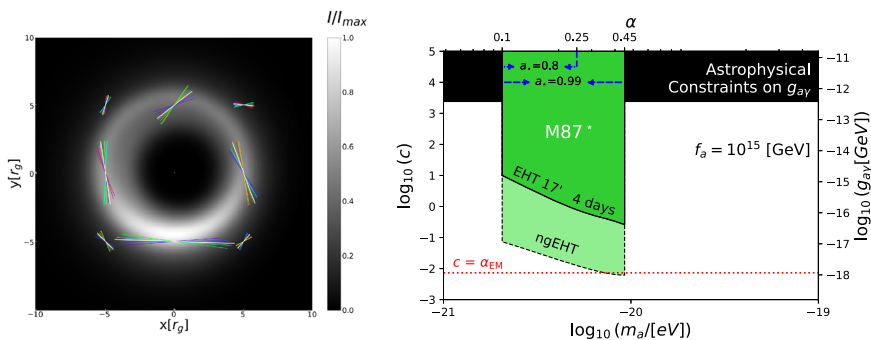 I/I_max
10
5
0
−5
−10
−5
0
5
10
y[r_g]
x[r_g]
1.0
0.8
0.6
0.4
0.2
0.0
α
0.1
0.25
0.45
5
4
3
2
1
0
−1
−2
−3
log₁₀(c)
a⋆=0.8
a⋆=0.99
Astrophysical
Constraints on g_aγ
M87⋆
f_a = 10¹⁵ [GeV]
EHT 17' 4 days
ngEHT
c = α_EM
−11
−12
−13
−14
−15
−16
−17
−18
log₁₀(g_aγ[GeV])
−21
−20
−19
log₁₀(m_a/[eV])